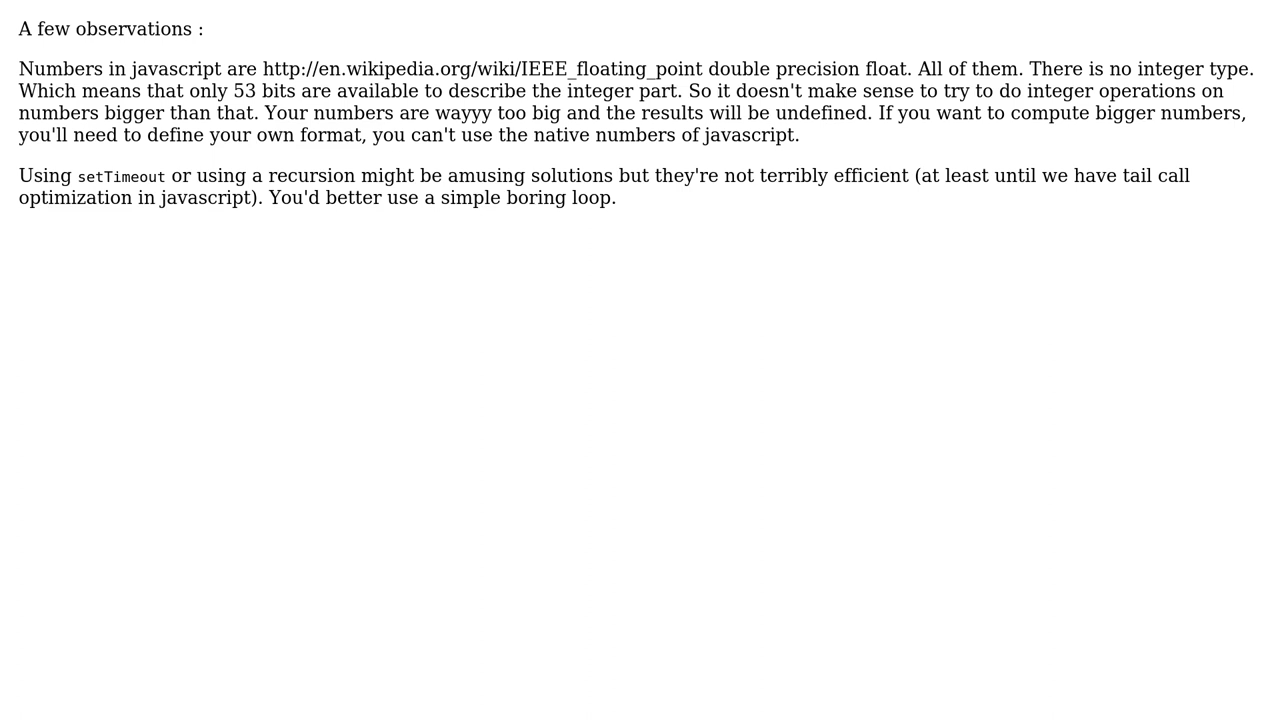 A few observations :
Numbers in javascript are http://en.wikipedia.org/wiki/IEEE_floating_point double precision float. All of them. There is no integer type.
Which means that only 53 bits are available to describe the integer part. So it doesn't make sense to try to do integer operations on
numbers bigger than that. Your numbers are wayyy too big and the results will be undefined. If you want to compute bigger numbers,
you'll need to define your own format, you can't use the native numbers of javascript.
Using setTimeout or using a recursion might be amusing solutions but they're not terribly efficient (at least until we have tail call
optimization in javascript). You'd better use a simple boring loop.